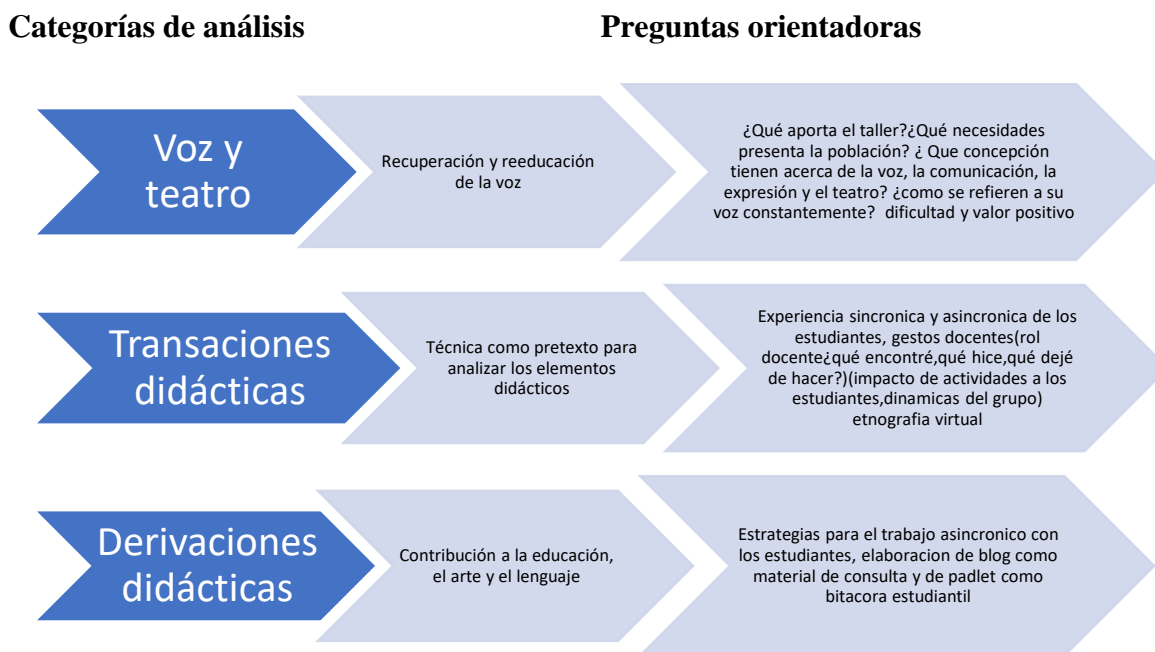 Categorías de análisis
Preguntas orientadoras
Voz y
teatro
Recuperación y reeducación
de la voz
¿Qué aporta el taller?¿Qué necesidades
presenta la población? ¿ Que concepción
tienen acerca de la voz, la comunicación, la
expresión y el teatro? ¿como se refieren a su
voz constantemente?  dificultad y valor positivo
Transaciones
didácticas
Técnica como pretexto para
analizar los elementos
didácticos
Experiencia sincronica y asincronica de los
estudiantes, gestos docentes(rol
docente¿qué encontré,qué hice,qué dejé
de hacer?)(impacto de actividades a los
estudiantes,dinamicas del grupo)
etnografia virtual
Derivaciones
didácticas
Contribución a la educación,
el arte y el lenguaje
Estrategias para el trabajo asincronico con
los estudiantes, elaboracion de blog como
material de consulta y de padlet como
bitacora estudiantil